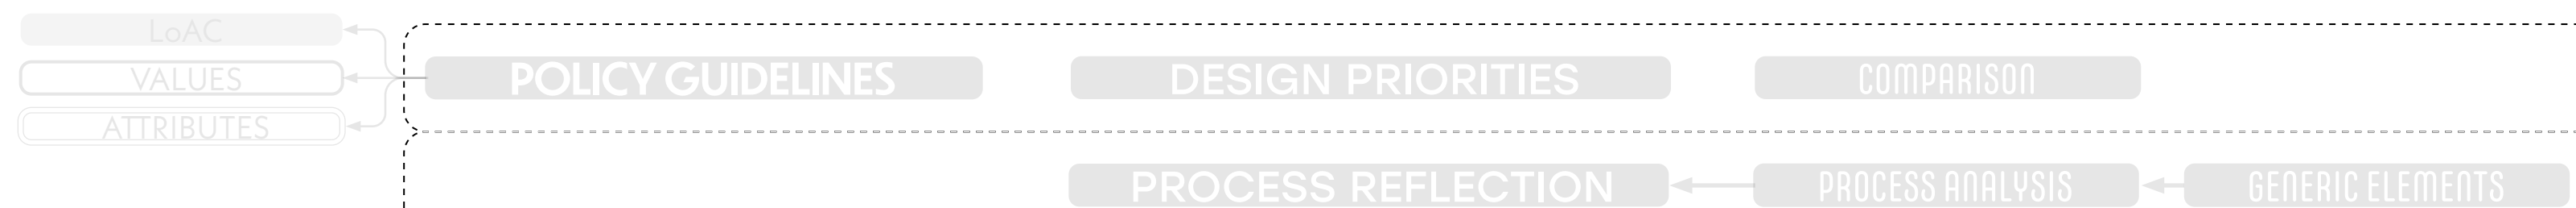 LoAC
VALUES
ATTRIBUTES
POLICY GUIDELINES
DESIGN PRIORITIES
COMPARISON
PROCESS REFLECTION
PROCESS ANALYSIS
GENERIC ELEMENTS